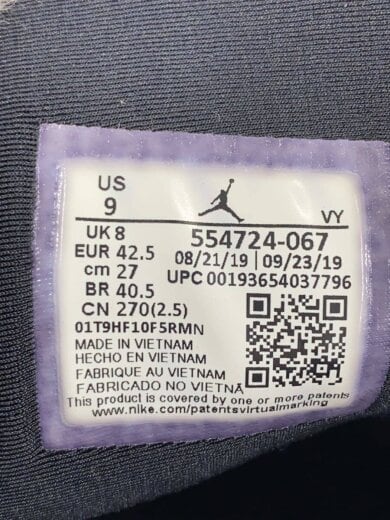 US
9
VY
UK 8
EUR 42.5
cm 27
BR 40.5
CN 270(2.5)
554724-067
08/21/19 | 09/23/19
UPC 00193654037796
01T9HF10F5RMN
MADE IN VIETNAM
HECHO EN VIETNAM
FABRIQUE AU VIETNAM
FABRICADO NO VIETNÃ
This product is covered by one or more
www.nike.com/patentsvirtualmarking